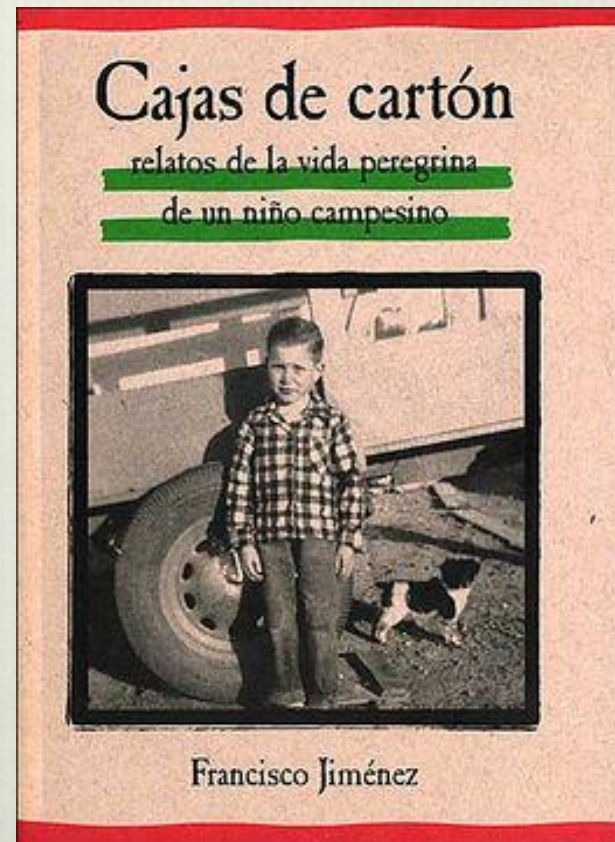 Cajas de cartón
relatos de la vida peregrina
de un niño campesino
Francisco Jiménez